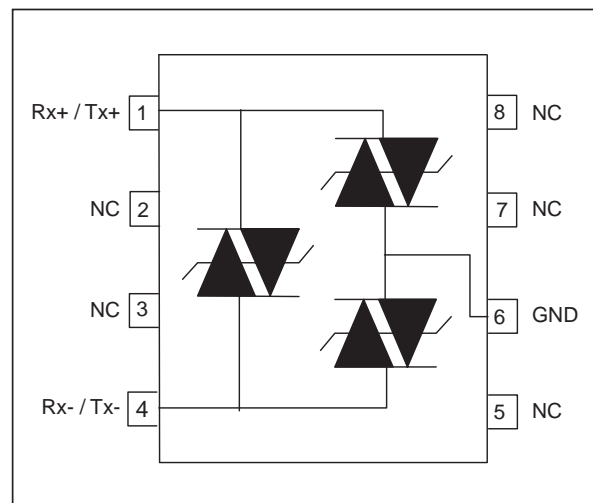 Rx+ / Tx+ 1
8 NC
NC 2
7 NC
NC 3
6 GND
Rx- / Tx- 4
5 NC